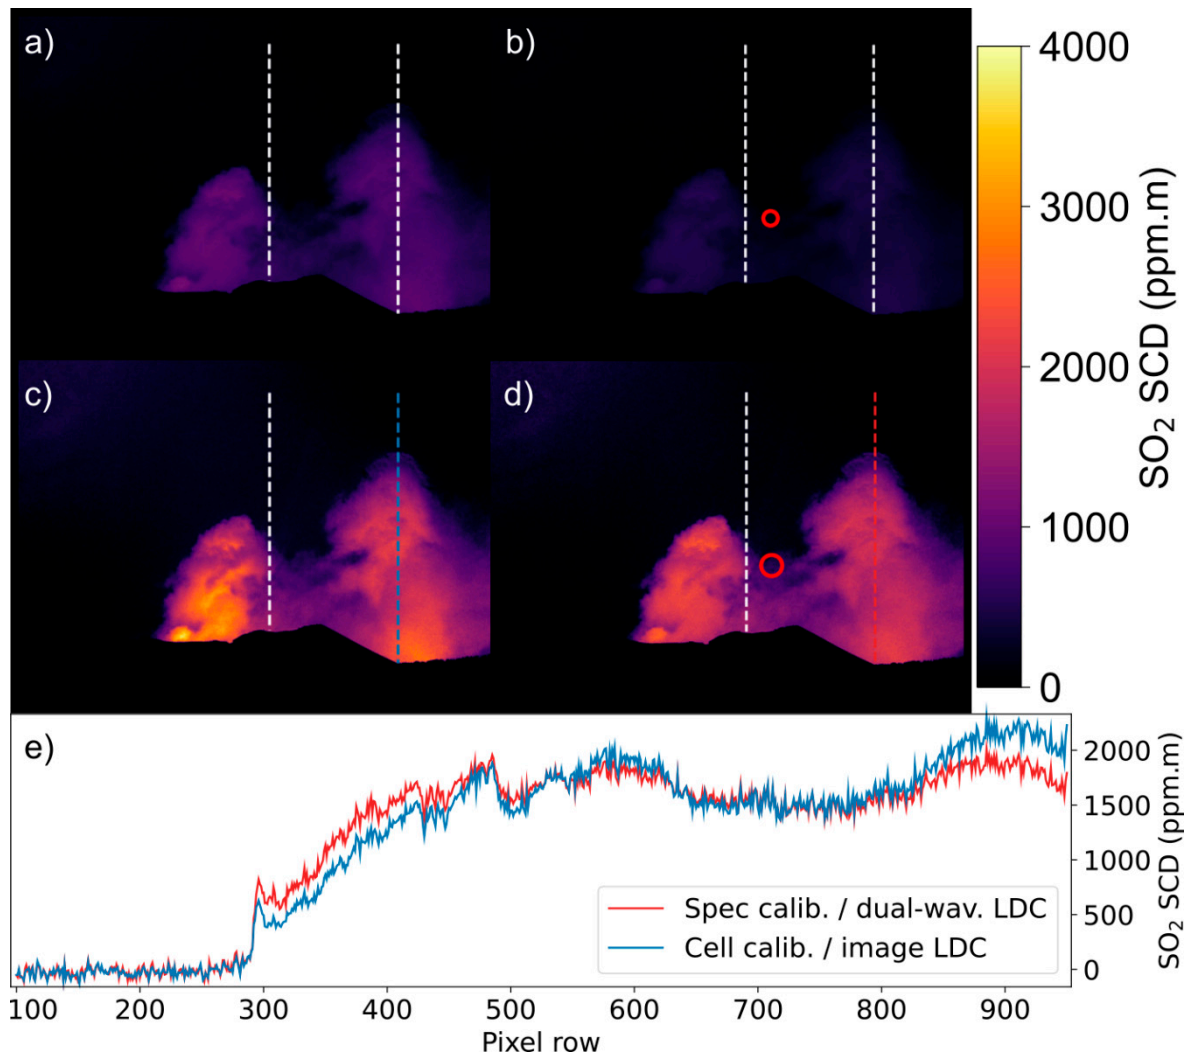 a)
b)
c)
d)
4000
3000
2000
1000
0
SO₂ SCD (ppm.m)
e)
2000
1500
1000
500
0
SO₂ SCD (ppm.m)
Spec calib. / dual-wav. LDC
Cell calib. / image LDC
100 200 300 400 500 600 700 800 900
Pixel row